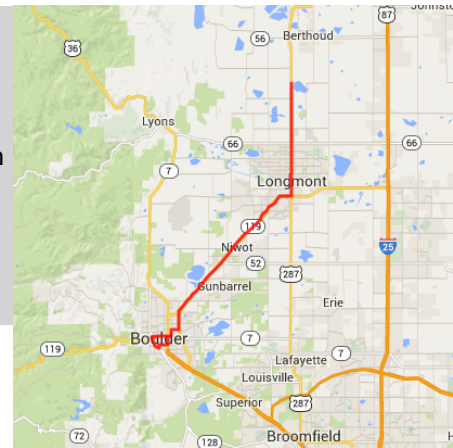 Johnsto
87
56
Berthoud
36
Lyons
66
66
n
7
Longmont
119
Niwot
25
52
287
Gunbarrel
Erie
119
Boulder
7
7
Lafayette
Louisville
Superior
287
72
128
Broomfield
H